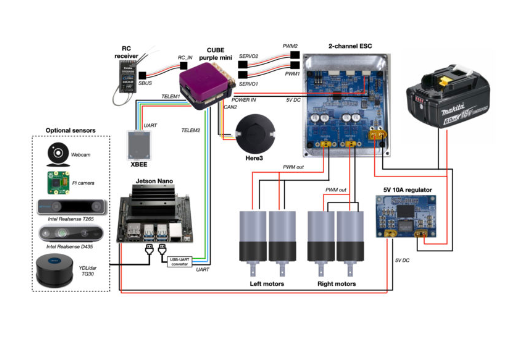 RC
receiver
CUBE
purple mini
2-channel ESC
RC_IN
SERVO2
PWM2
SBUS
SERVO1
PWM1
TELEM1
POWER IN
5V DC
CAN2
UART
TELEM2
XBEE
Here3
makita
Optional sensors
Webcam
Pi camera
Intel Realsense T265
Intel Realsense D435
YDLidar
TG30
Jetson Nano
PWM out
PWM out
5V 10A regulator
USB-UART
converter
UART
5V DC
Left motors
Right motors